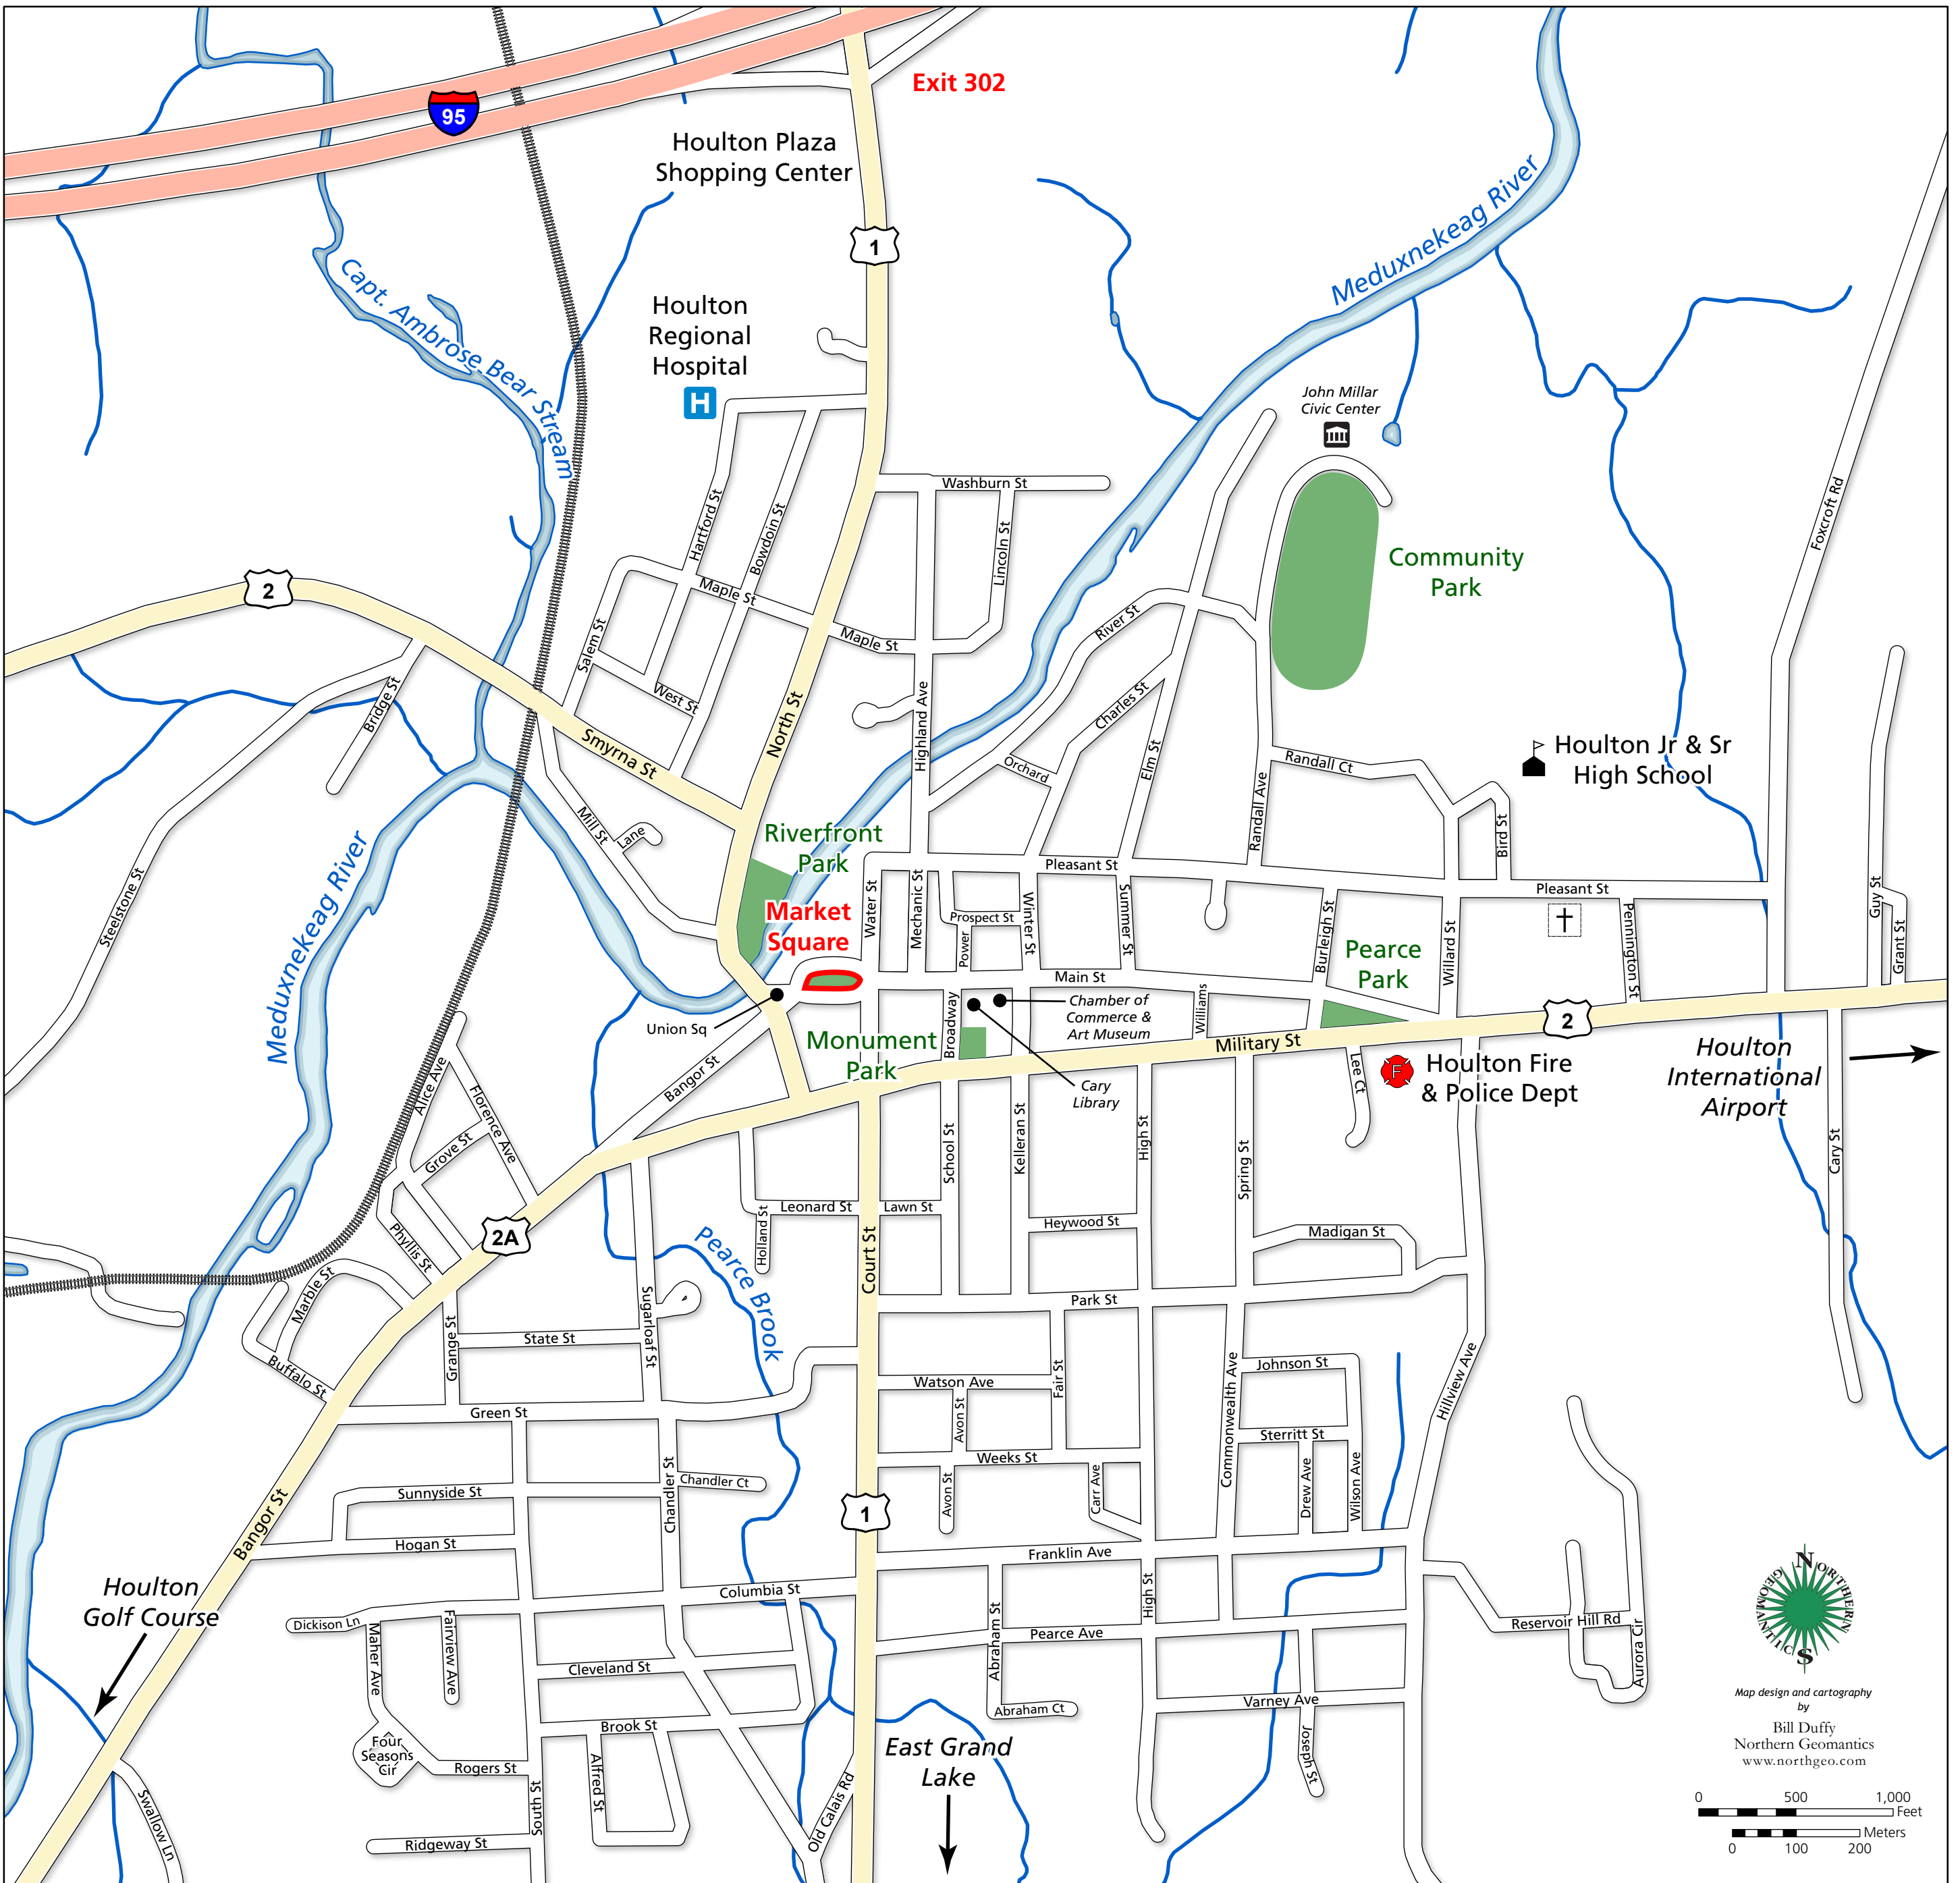 Exit 302
95
Houlton Plaza
Shopping Center
1
Meduxnekeag River
Capt. Ambrose Bear Stream
Houlton
Regional
Hospital
H
John Millar
Civic Center
Washburn St
Hartford St
Bowdoin St
Lincoln St
Foxcroft Rd
Community
Park
2
Maple St
Maple St
River St
Salem St
West St
Bridge St
Charles St
North St
Highland Ave
Smyrna St
Elm St
Orchard
Randall Ct
Houlton Jr & Sr
High School
Randall Ave
Mill St
Lane
Bird St
Riverfront
Park
Pleasant St
Pleasant St
Steelstone St
Meduxnekeag River
Market
Square
Water St
Mechanic St
Prospect St
Power
Winter St
Summer St
Burleigh St
Pearce
Park
Willard St
Pennington St
Guy St
Grant St
Main St
Union Sq
Broadway
Chamber of
Commerce &
Art Museum
Williams
2
Military St
Monument
Park
Bangor St
Cary
Library
Lee Ct
F
Houlton Fire
& Police Dept
Houlton
International
Airport
Alice Ave
Florence Ave
Grove St
School St
Kelleran St
High St
Spring St
Cary St
Leonard St
Lawn St
Holland St
Heywood St
Madigan St
2A
Phyllis St
Pearce Brook
Court St
Marble St
Park St
Sugarloaf St
Grange St
State St
Buffalo St
Johnson St
Watson Ave
Fair St
Avon St
Commonwealth Ave
Hillview Ave
Green St
Sterritt St
Weeks St
Chandler St
Chandler Ct
Sunnyside St
Avon St
Carr Ave
Drew Ave
Wilson Ave
1
Bangor St
Hogan St
Franklin Ave
Houlton
Golf Course
Columbia St
High St
Dickison Ln
Maher Ave
Fairview Ave
Abraham St
Pearce Ave
Reservoir Hill Rd
Aurora Cir
Cleveland St
Varney Ave
Abraham Ct
Brook St
Four
Seasons
Cir
Rogers St
Alfred St
East Grand
Lake
Joseph St
South St
Old Calais Rd
Swallow Ln
Ridgeway St
NORTHERN
GEOMANTICS
Map design and cartography
by
Bill Duffy
Northern Geomantics
www.northgeo.com
0 500 1,000
Feet
Meters
0 100 200